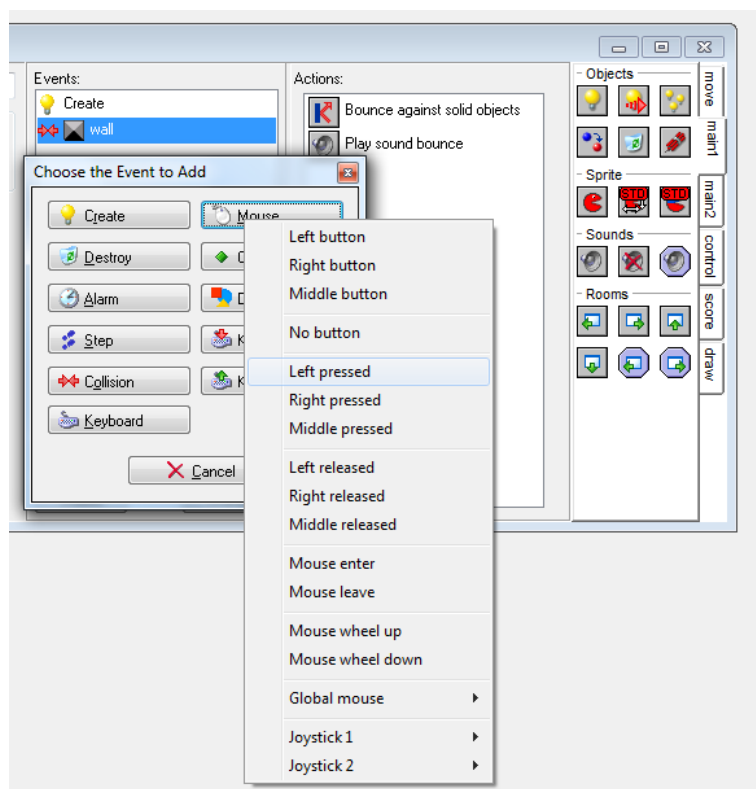 Events:
Create
wall
Actions:
Bounce against solid objects
Play sound bounce
Choose the Event to Add
Create
Mouse
Destroy
Alarm
Step
Collision
Keyboard
Cancel
Left button
Right button
Middle button
No button
Left pressed
Right pressed
Middle pressed
Left released
Right released
Middle released
Mouse enter
Mouse leave
Mouse wheel up
Mouse wheel down
Global mouse
Joystick 1
Joystick 2
Objects
Sprite
STD STD
Sounds
Rooms
move
main1
main2
control
score
draw